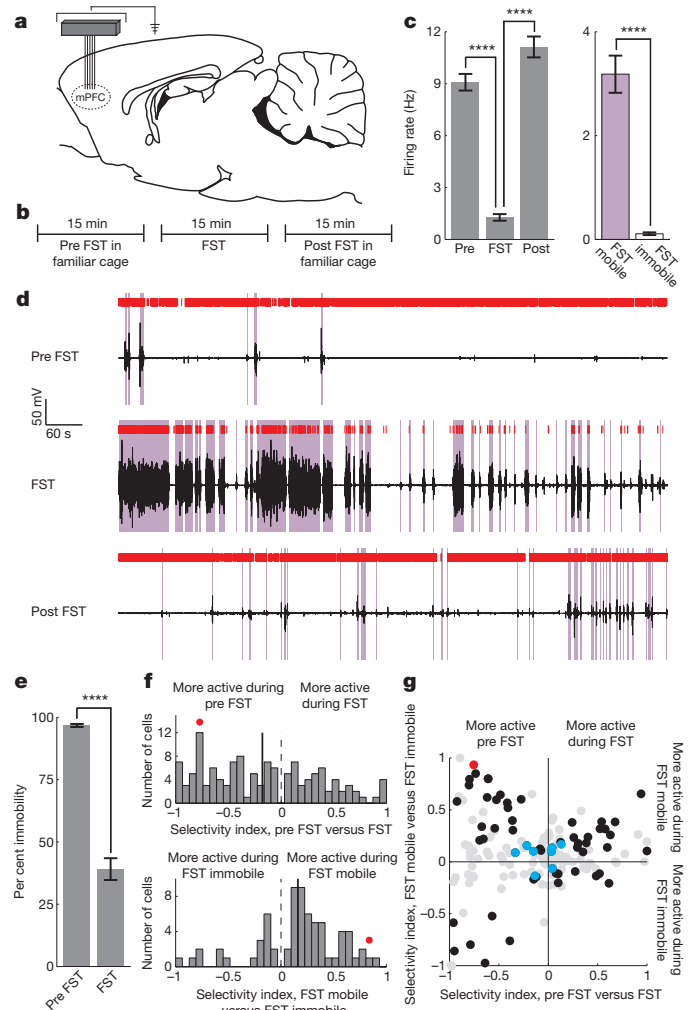 a
mPFC
b
15 min
15 min
15 min
Pre FST in
familiar cage
FST
Post FST in
familiar cage
c
Firing rate (Hz)
12
9
6
3
0
****
****
Pre
FST
Post
4
2
0
****
FST
mobile
FST
immobile
d
Pre FST
50 mV
60 s
FST
Post FST
e
Per cent immobility
100
75
50
25
0
****
Pre FST
FST
f
More active during
pre FST
More active
during FST
Number of cells
12
8
4
0
-1
-0.5
0
0.5
1
Selectivity index, pre FST versus FST
More active during
FST immobile
More active during
FST mobile
Number of cells
8
4
0
-1
-0.5
0
0.5
1
Selectivity index, FST mobile
versus FST immobile
g
More active
pre FST
More active
during FST
Selectivity index, FST mobile versus FST immobile
1
0.5
0
-0.5
-1
0
0.5
1
Selectivity index, pre FST versus FST
More active during
FST mobile
More active during
FST immobile